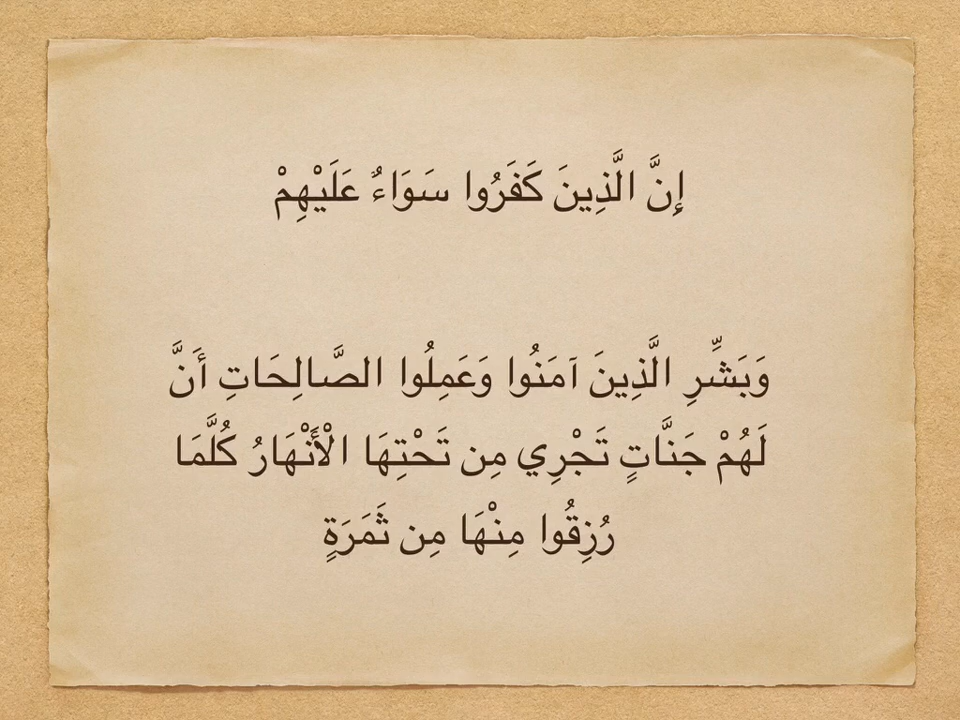 إِنَّ الَّذِينَ كَفَرُوا سَوَاءٌ عَلَيْهِمْ
وَبَشِّرِ الَّذِينَ آمَنُوا وَعَمِلُوا الصَّالِحَاتِ أَنَّ
لَهُمْ جَنَّاتٍ تَجْرِي مِن تَحْتِهَا الْأَنْهَارُ كُلَّمَا
رُزِقُوا مِنْهَا مِن ثَمَرَةٍ